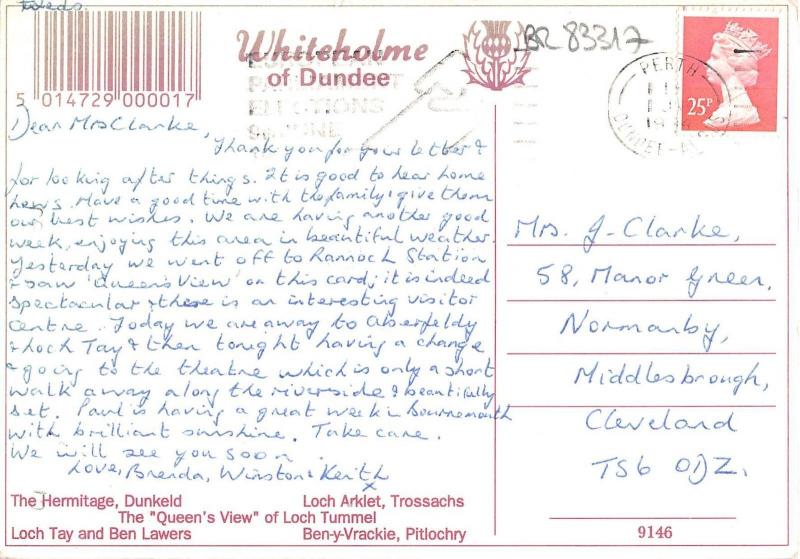 Whiteholme
of Dundee
BR 83317
5 014729 000017
EUROPEAN
PARLIAMENT
ELECTIONS
9 JUNE
PERTH
25P
Dear Mrs Clarke,
Thank you for your letter &
for looking after things. It is good to hear home
news. Have a good time with the family & give them
our best wishes. We are having another good
week, enjoying this area in beautiful weather.
Yesterday we went off to Rannoch Station
& saw 'Queen's View' on this card; it is indeed
spectacular & there is an interesting visitor
centre. Today we are away to Aberfeldy
& Loch Tay & then tonight having a change
& going to the theatre which is only a short
walk away along the riverside & beautifully
set. Paul is having a great week in Bournemouth
with brilliant sunshine. Take care.
We will see you soon.
Love, Brenda, Winston & Keith
x
Mrs. J. Clarke,
58, Manor Green,
Normanby,
Middlesbrough,
Cleveland
TS6 0DZ.
The Hermitage, Dunkeld Loch Arklet, Trossachs
The "Queen's View" of Loch Tummel
Loch Tay and Ben Lawers Ben-y-Vrackie, Pitlochry
9146